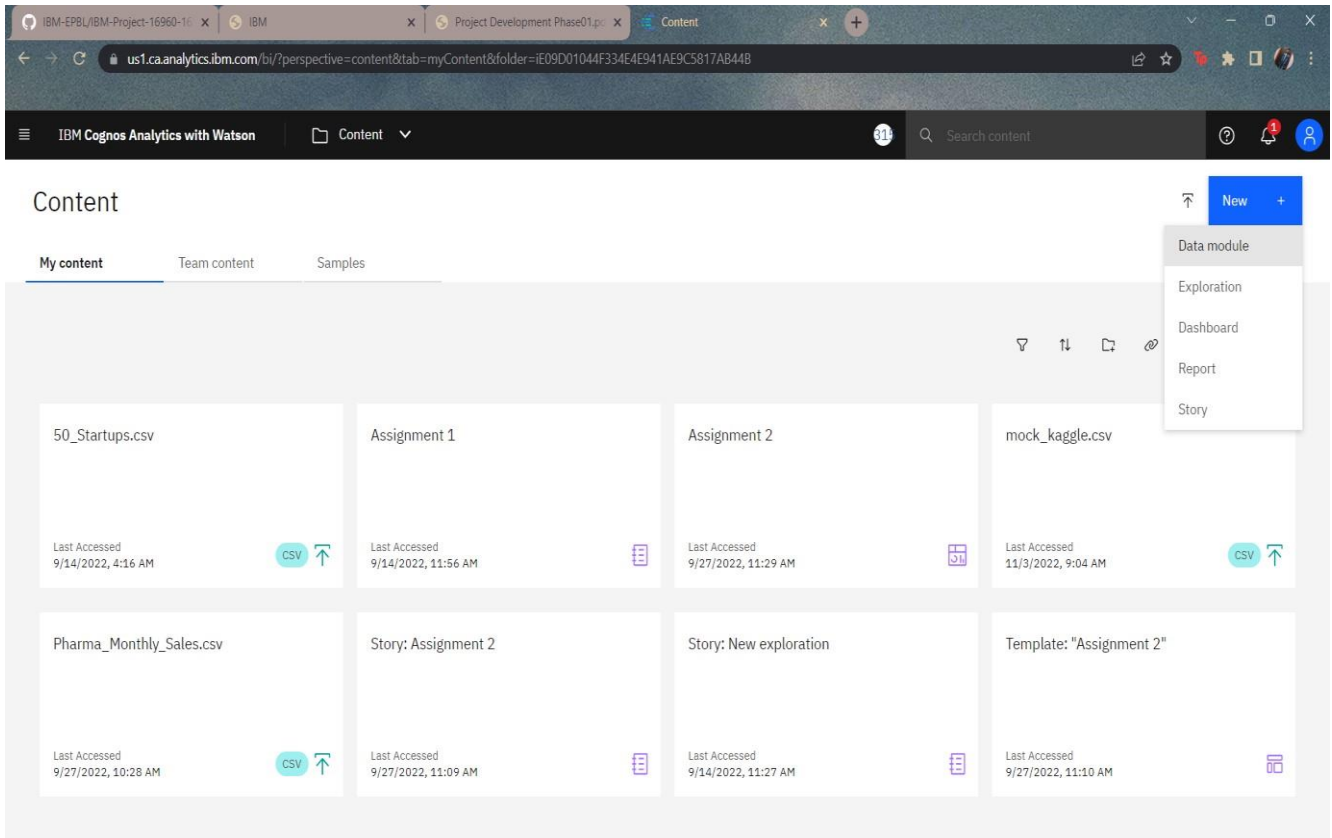 IBM-EPBL/IBM-Project-16960-16
IBM
Project Development Phase01.pd
Content
us1.ca.analytics.ibm.com/bi/?perspective=content&tab=myContent&folder=iE09D01044F334E4E941AE9C5817AB44B
IBM Cognos Analytics with Watson
Content
Search content
1
Content
New +
My content
Team content
Samples
Data module
Exploration
Dashboard
Report
Story
50_Startups.csv
Last Accessed
9/14/2022, 4:16 AM
CSV
Assignment 1
Last Accessed
9/14/2022, 11:56 AM
Assignment 2
Last Accessed
9/27/2022, 11:29 AM
mock_kaggle.csv
Last Accessed
11/3/2022, 9:04 AM
CSV
Pharma_Monthly_Sales.csv
Last Accessed
9/27/2022, 10:28 AM
CSV
Story: Assignment 2
Last Accessed
9/27/2022, 11:09 AM
Story: New exploration
Last Accessed
9/14/2022, 11:27 AM
Template: "Assignment 2"
Last Accessed
9/27/2022, 11:10 AM